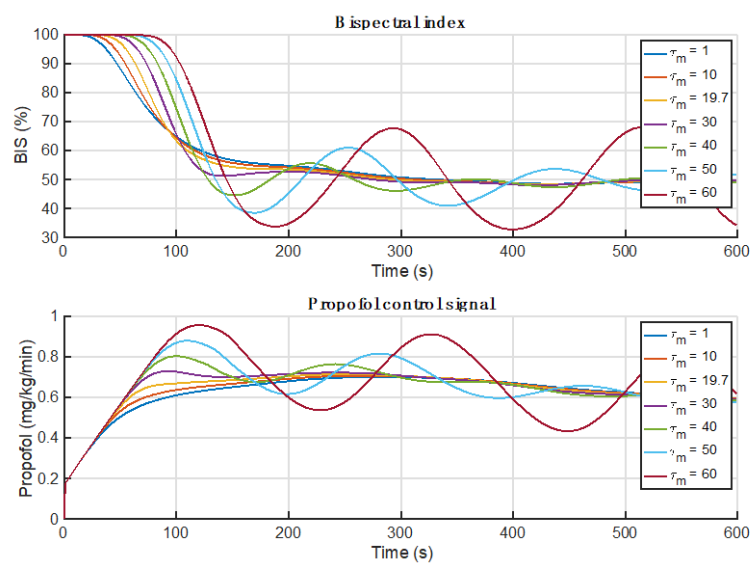 Bispectral index
100
90
80
70
60
50
40
30
BIS (%)
0
100
200
300
400
500
600
Time (s)
τm = 1
τm = 10
τm = 19.7
τm = 30
τm = 40
τm = 50
τm = 60
Propofol control signal
1
0.8
0.6
0.4
0.2
0
Propofol (mg/kg/min)
0
100
200
300
400
500
600
Time (s)
τm = 1
τm = 10
τm = 19.7
τm = 30
τm = 40
τm = 50
τm = 60